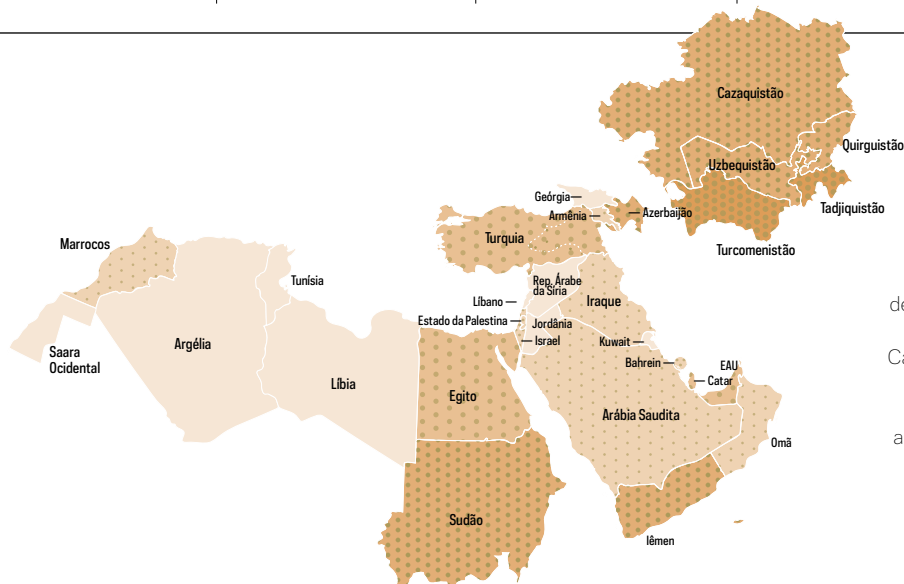 Cazaquistão
Quirguistão
Uzbequistão
Tadjiquistão
Turcomenistão
Geórgia
Armênia
Azerbaijão
Turquia
Marrocos
Tunísia
Rep. Árabe
da Síria
Líbano
Iraque
Estado da Palestina
Jordânia
Israel
Kuwait
Bahrein
EAU
Catar
Saara
Ocidental
Argélia
Líbia
Egito
Arábia Saudita
Omã
Sudão
Iêmen
de
Ca
a